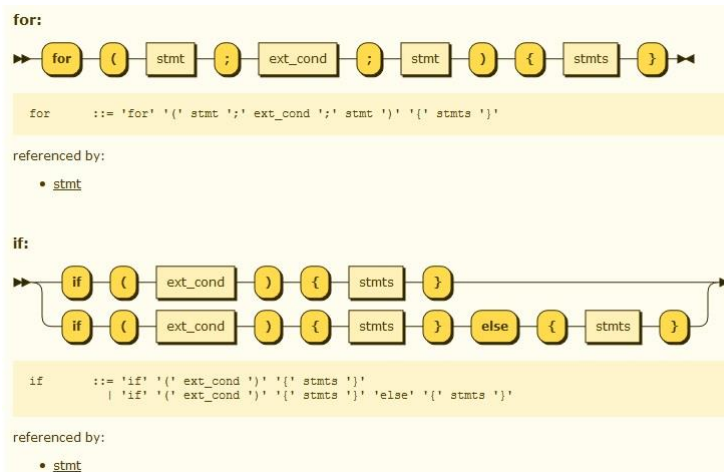 for:
for ( stmt ; ext_cond ; stmt ) { stmts }
for ::= 'for' '(' stmt ';' ext_cond ';' stmt ')' '{' stmts '}'
referenced by:
• stmt
if:
if ( ext_cond ) { stmts }
if ( ext_cond ) { stmts } else { stmts }
if ::= 'if' '(' ext_cond ')' '{' stmts '}'
| 'if' '(' ext_cond ')' '{' stmts '}' 'else' '{' stmts '}'
referenced by:
• stmt